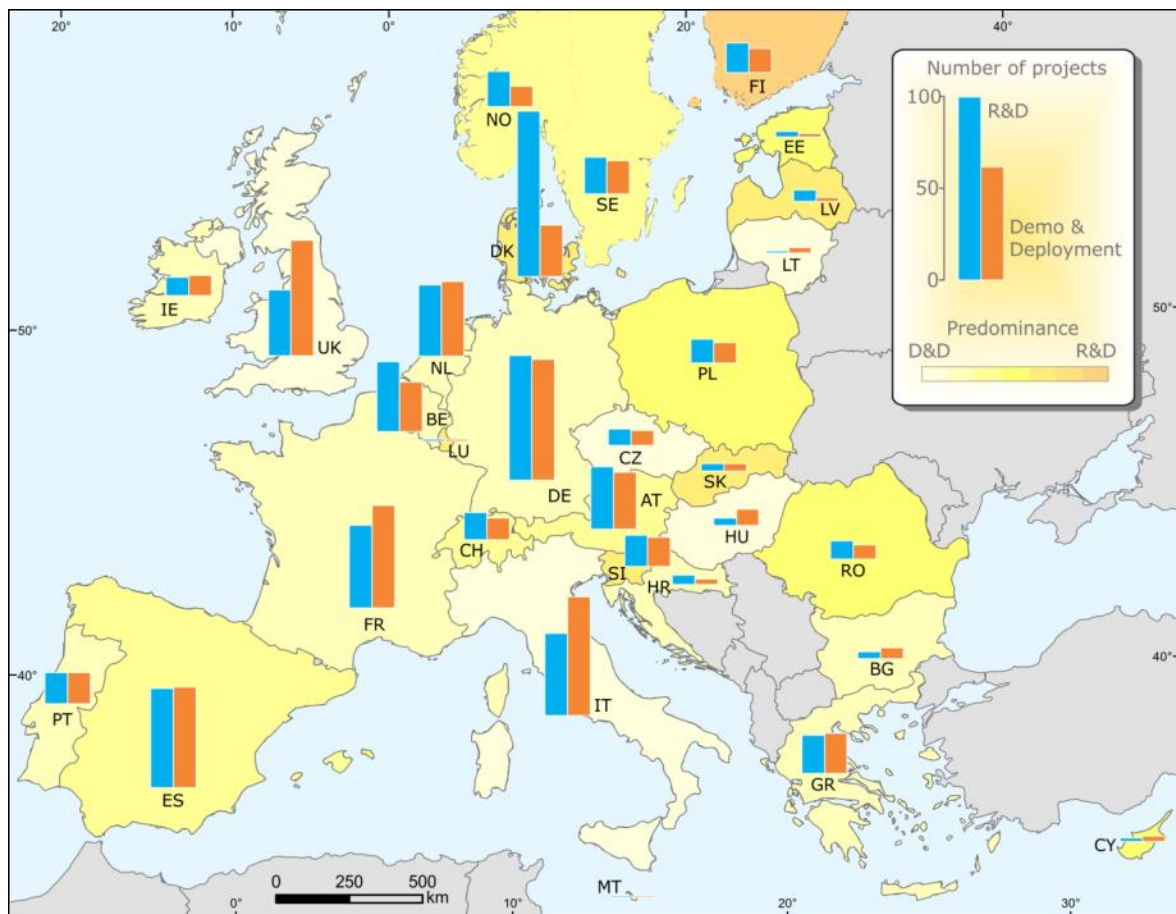 20°
10°
0°
20°
40°
Number of projects
100
R&D
50
Demo &
Deployment
0
Predominance
D&D
R&D
FI
NO
EE
SE
LV
DK
LT
IE
50°
50°
UK
NL
PL
BE
LU
CZ
DE
AT
SK
HU
CH
SI
HR
RO
FR
40°
40°
BG
IT
PT
ES
GR
CY
MT
0 250 500
km
0°
10°
20°
30°